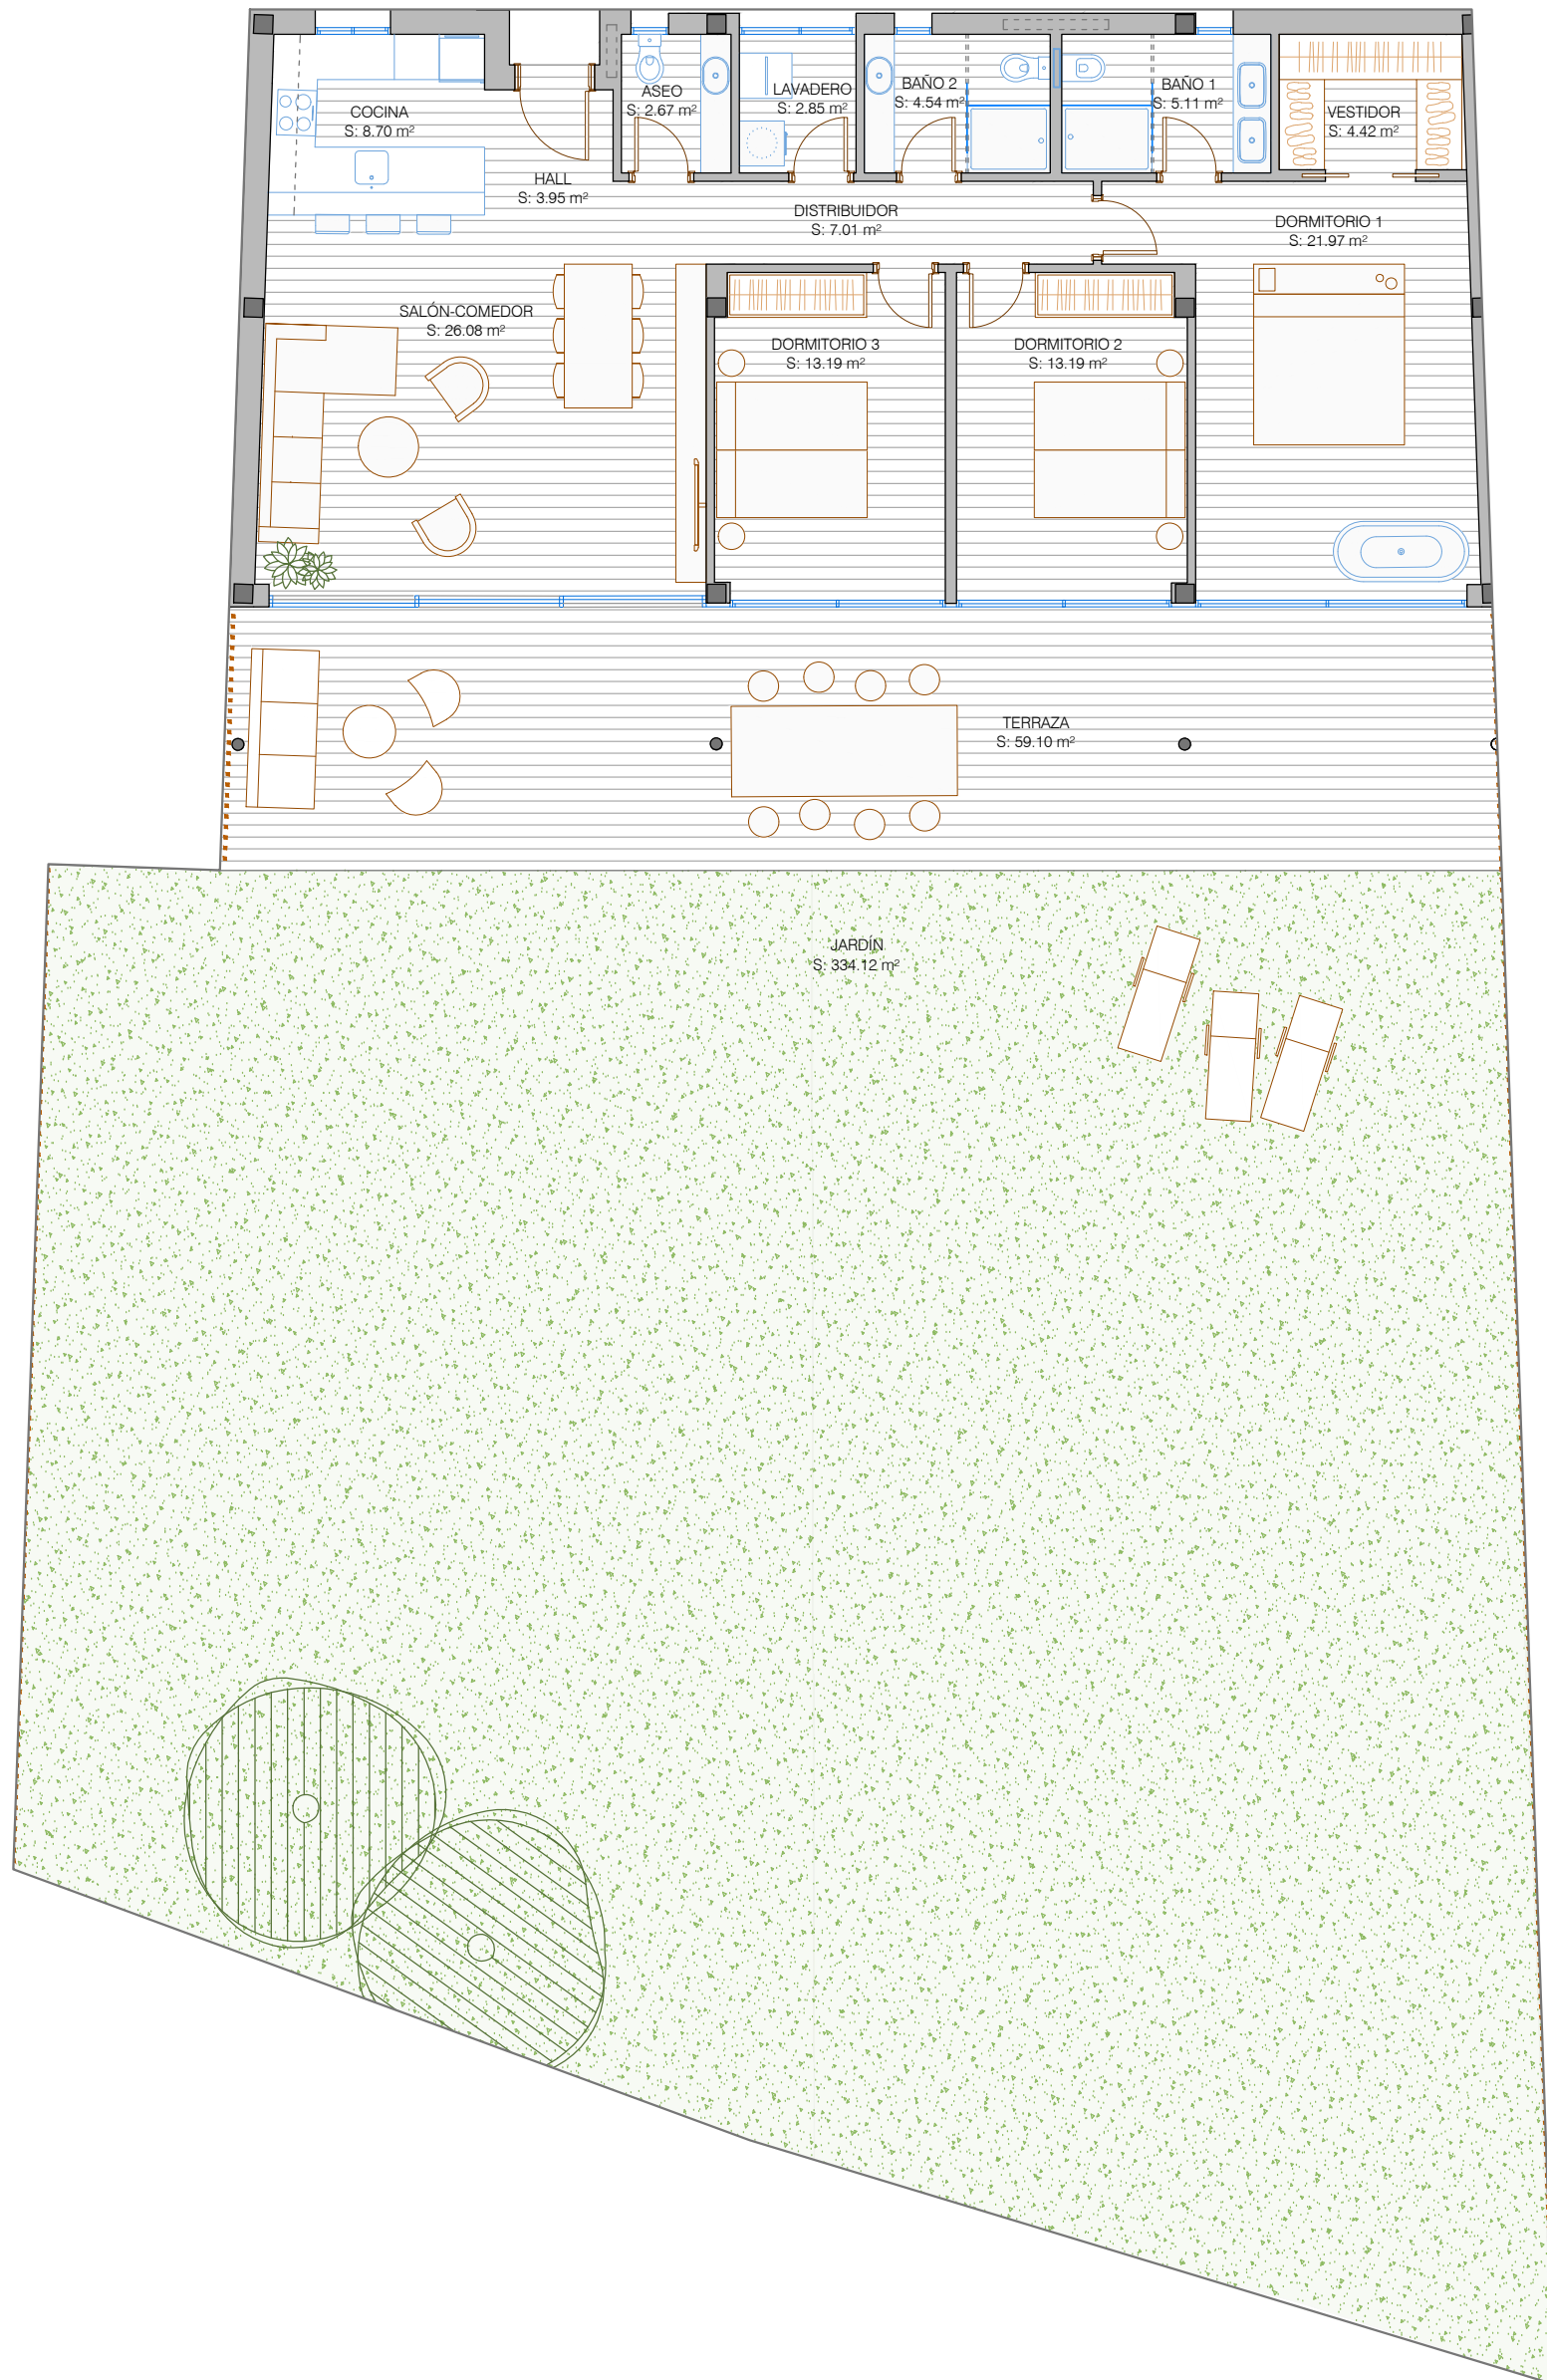 COCINA
S: 8.70 m²
HALL
S: 3.95 m²
ASEO
S: 2.67 m²
LAVADERO
S: 2.85 m²
BAÑO 2
S: 4.54 m²
BAÑO 1
S: 5.11 m²
VESTIDOR
S: 4.42 m²
DISTRIBUIDOR
S: 7.01 m²
DORMITORIO 1
S: 21.97 m²
SALÓN-COMEDOR
S: 26.08 m²
DORMITORIO 3
S: 13.19 m²
DORMITORIO 2
S: 13.19 m²
TERRAZA
S: 59.10 m²
JARDÍN
S: 334.12 m²